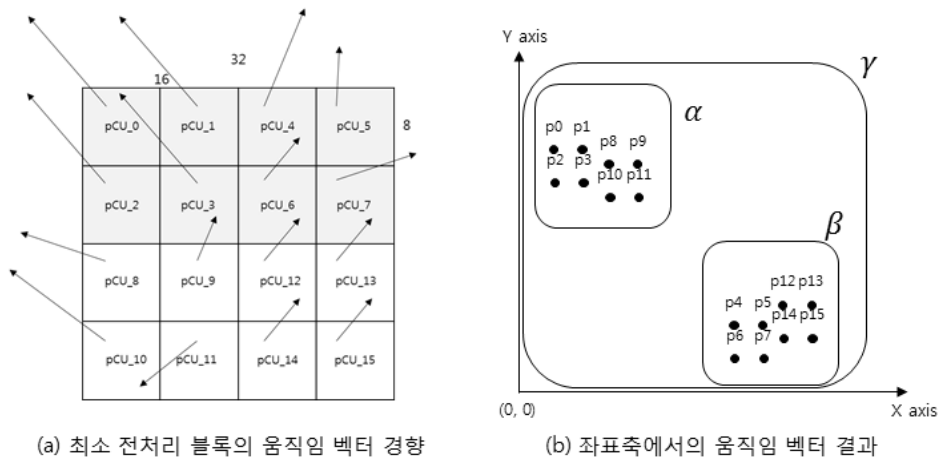 32
16
8
pCU_0 pCU_1 pCU_4 pCU_5
pCU_2 pCU_3 pCU_6 pCU_7
pCU_8 pCU_9 pCU_12 pCU_13
pCU_10 pCU_11 pCU_14 pCU_15
(a) 최소 전처리 블록의 움직임 벡터 경향
Y axis
γ
α
p0 p1 p8 p9
p2 p3 p10 p11
β
p12 p13
p4 p5 p14 p15
p6 p7
(0, 0)
X axis
(b) 좌표축에서의 움직임 벡터 결과